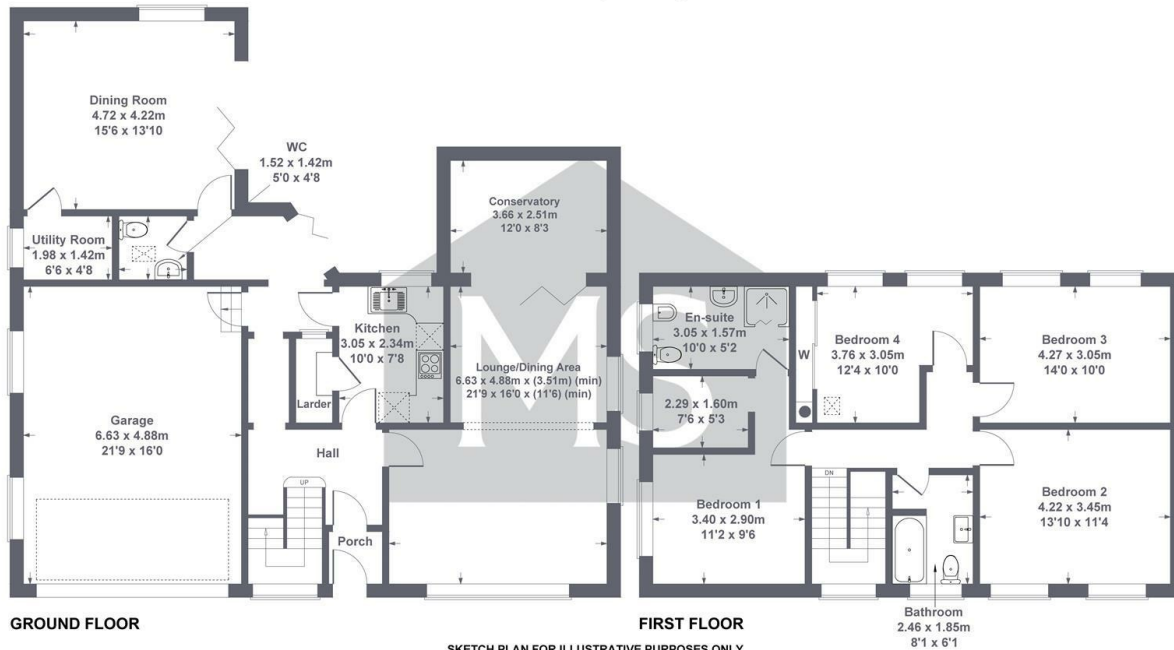 Dining Room
4.72 x 4.22m
15'6 x 13'10
WC
1.52 x 1.42m
5'0 x 4'8
Utility Room
1.98 x 1.42m
6'6 x 4'8
Conservatory
3.66 x 2.51m
12'0 x 8'3
Kitchen
3.05 x 2.34m
10'0 x 7'8
Larder
Lounge/Dining Area
6.63 x 4.88m x (3.51m) (min)
21'9 x 16'0 x (11'6) (min)
Garage
6.63 x 4.88m
21'9 x 16'0
Hall
UP
Porch
MS
GROUND FLOOR
En-suite
3.05 x 1.57m
10'0 x 5'2
W
Bedroom 4
3.76 x 3.05m
12'4 x 10'0
Bedroom 3
4.27 x 3.05m
14'0 x 10'0
2.29 x 1.60m
7'6 x 5'3
Bedroom 1
3.40 x 2.90m
11'2 x 9'6
DN
Bedroom 2
4.22 x 3.45m
13'10 x 11'4
Bathroom
2.46 x 1.85m
8'1 x 6'1
FIRST FLOOR
SKETCH PLAN FOR ILLUSTRATIVE PURPOSES ONLY